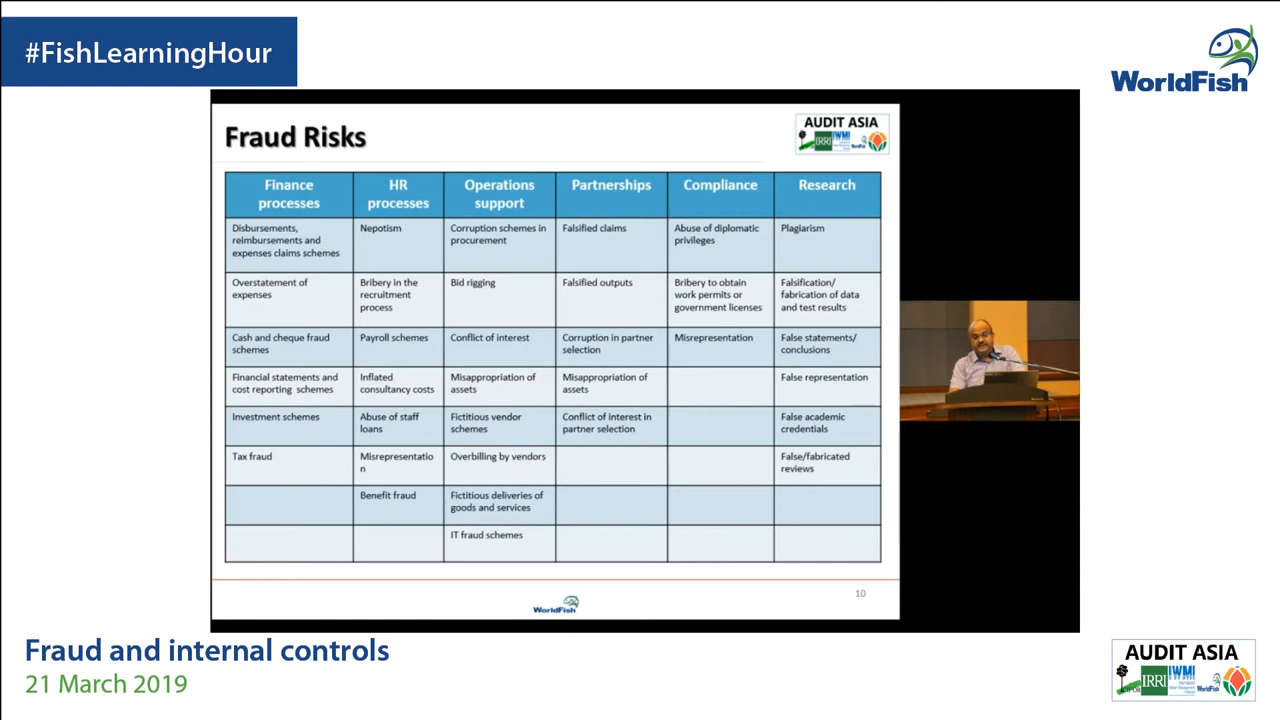 #FishLearningHour
WorldFish
Fraud Risks
AUDIT ASIA
IRRI IWMI
WorldFish
Finance processes | HR processes | Operations support | Partnerships | Compliance | Research
Disbursements, reimbursements and expenses claims schemes | Nepotism | Corruption schemes in procurement | Falsified claims | Abuse of diplomatic privileges | Plagiarism
Overstatement of expenses | Bribery in the recruitment process | Bid rigging | Falsified outputs | Bribery to obtain work permits or government licenses | Falsification/ fabrication of data and test results
Cash and cheque fraud schemes | Payroll schemes | Conflict of interest | Corruption in partner selection | Misrepresentation | False statements/ conclusions
Financial statements and cost reporting schemes | Inflated consultancy costs | Misappropriation of assets | Misappropriation of assets | | False representation
Investment schemes | Abuse of staff loans | Fictitious vendor schemes | Conflict of interest in partner selection | | False academic credentials
Tax fraud | Misrepresentatio n | Overbilling by vendors | | | False/fabricated reviews
| Benefit fraud | Fictitious deliveries of goods and services | | |
| | IT fraud schemes | | |
10
WorldFish
Fraud and internal controls
21 March 2019
AUDIT ASIA
IRRI IWMI
WorldFish